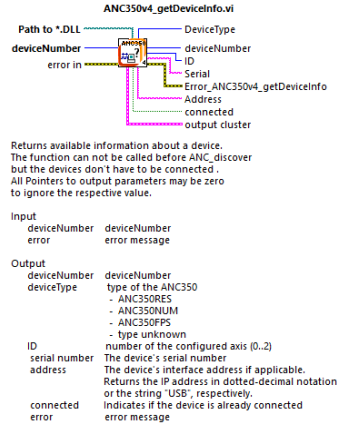 ANC350v4_getDeviceInfo.vi
Path to *.DLL
DeviceType
deviceNumber
deviceNumber
ID
error in
Serial
Error_ANC350v4_getDeviceInfo
Address
connected
output cluster
Returns available information about a device.
The function can not be called before ANC_discover
but the devices don't have to be connected .
All Pointers to output parameters may be zero
to ignore the respective value.
Input
deviceNumber deviceNumber
error error message
Output
deviceNumber deviceNumber
deviceType type of the ANC350
- ANC350RES
- ANC350NUM
- ANC350FPS
- type unknown
ID number of the configured axis (0..2)
serial number The device's serial number
address The device's interface address if applicable.
Returns the IP address in dotted-decimal notation
or the string "USB", respectively.
connected Indicates if the device is already connected
error error message